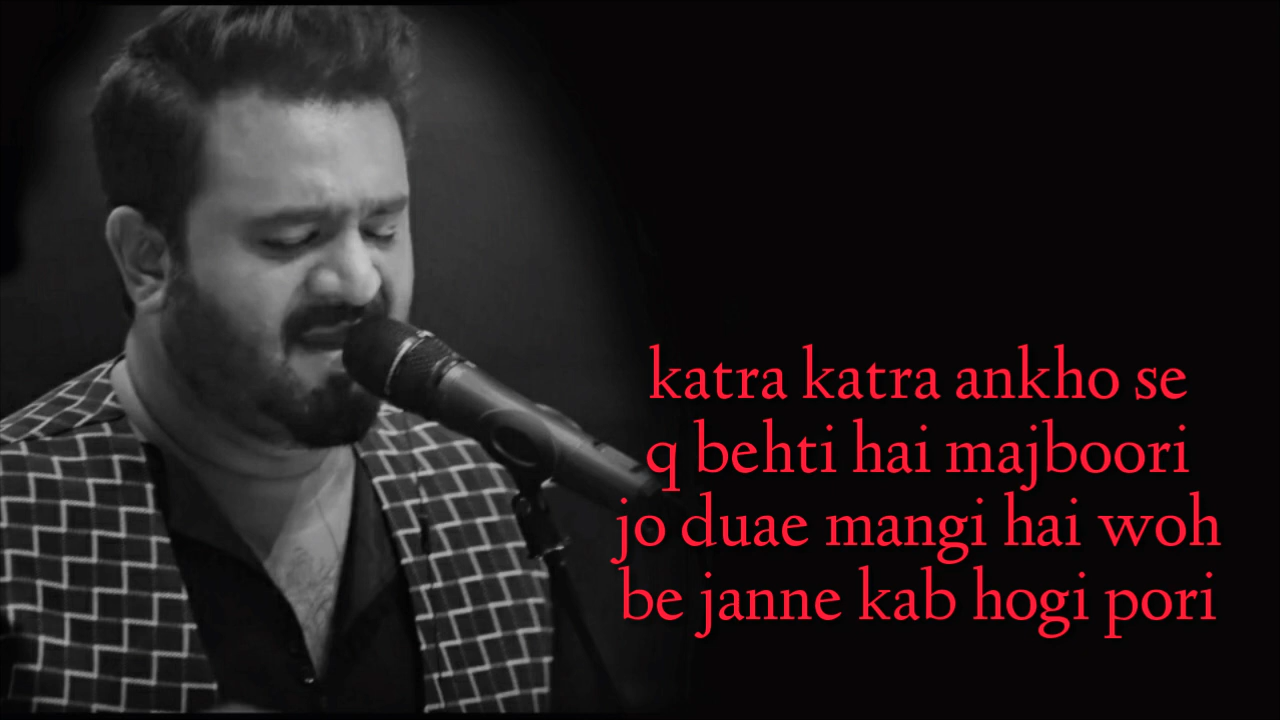 katra katra ankho se
q behti hai majboori
jo duae mangi hai woh
be janne kab hogi pori